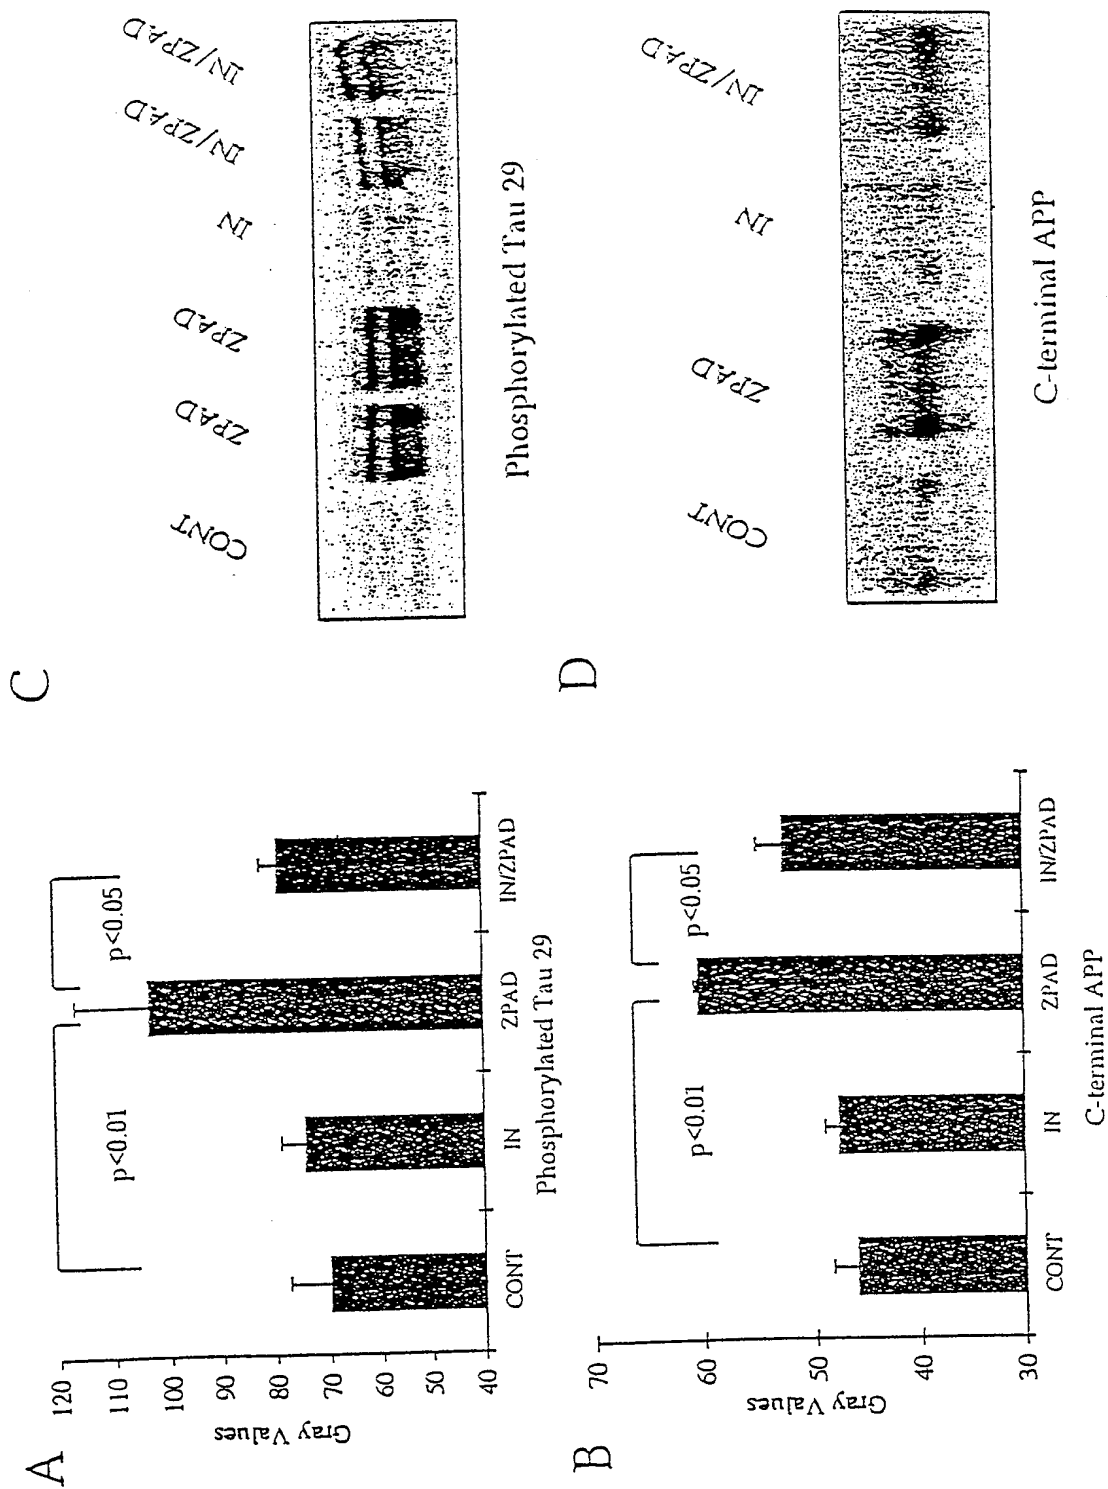 A
Gray Values
120
110
100
90
80
70
60
50
40
p<0.01
p<0.05
CONT
IN
ZPAD
IN/ZPAD
Phosphorylated Tau 29
B
Gray Values
70
60
50
40
30
p<0.01
p<0.05
CONT
IN
ZPAD
IN/ZPAD
C-terminal APP
C
CONT
ZPAD
ZPAD
IN
IN/ZPAD
IN/ZPAD
Phosphorylated Tau 29
D
CONT
ZPAD
IN
IN/ZPAD
C-terminal APP